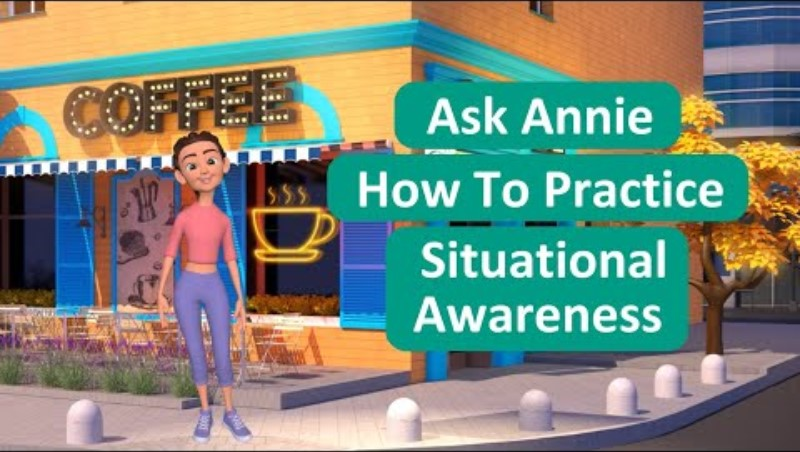 COFFEE
Ask Annie
How To Practice
Situational
Awareness